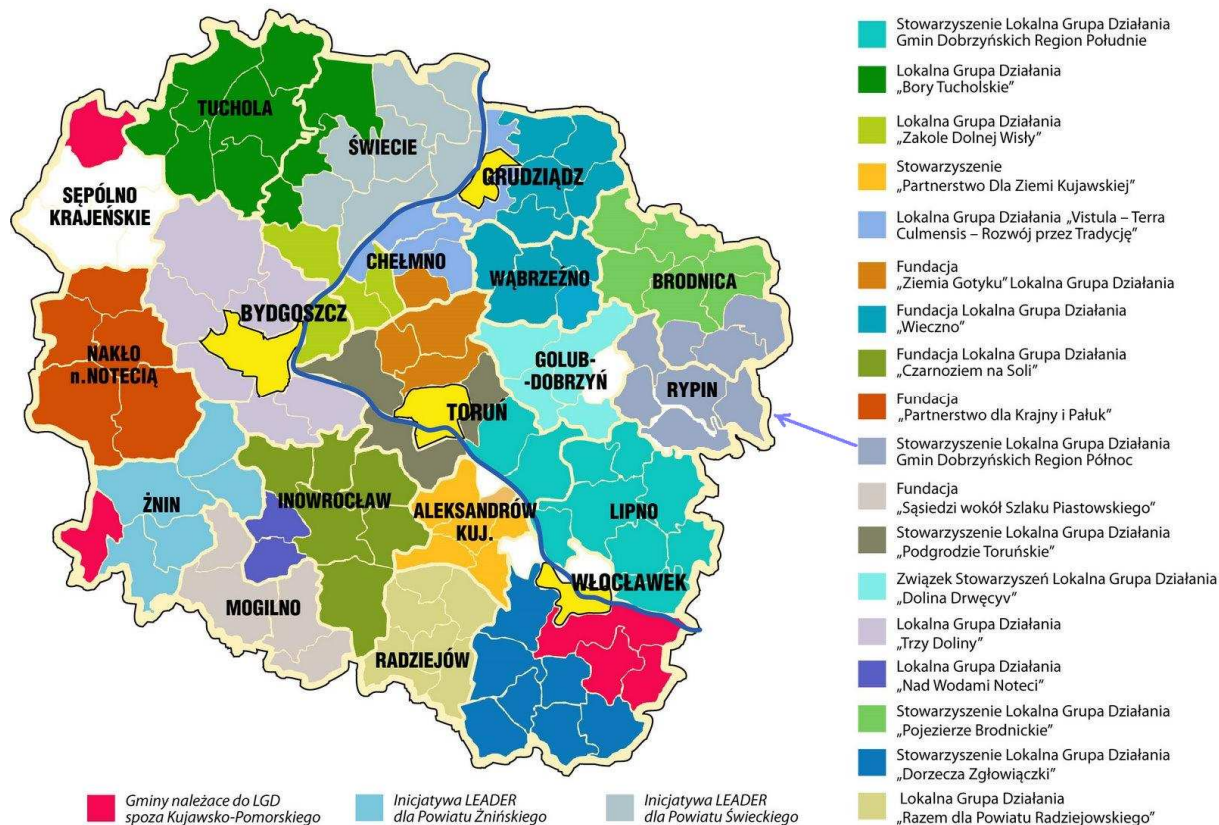 TUCHOLA
ŚWIECIE
GRUDZIĄDZ
SĘPÓLNO
KRAJEŃSKIE
CHEŁMNO
WĄBRZEŹNO
BRODNICA
BYDGOSZCZ
NAKŁO
n.NOTECIĄ
GOLUB-
-DOBRZYŃ
RYPIN
TORUŃ
ŻNIN
INOWROCŁAW
ALEKSANDRÓW
KUJ.
LIPNO
WŁOCŁAWEK
MOGILNO
RADZIEJÓW
Stowarzyszenie Lokalna Grupa Działania
Gmin Dobrzyńskich Region Południe
Lokalna Grupa Działania
„Bory Tucholskie”
Lokalna Grupa Działania
„Zakole Dolnej Wisły”
Stowarzyszenie
„Partnerstwo Dla Ziemi Kujawskiej”
Lokalna Grupa Działania „Vistula – Terra
Culmensis – Rozwój przez Tradycję”
Fundacja
„Ziemia Gotyku” Lokalna Grupa Działania
Fundacja Lokalna Grupa Działania
„Wieczno”
Fundacja Lokalna Grupa Działania
„Czarnoziem na Soli”
Fundacja
„Partnerstwo dla Krajny i Pałuk”
Stowarzyszenie Lokalna Grupa Działania
Gmin Dobrzyńskich Region Północ
Fundacja
„Sąsiedzi wokół Szlaku Piastowskiego”
Stowarzyszenie Lokalna Grupa Działania
„Podgrodzie Toruńskie”
Związek Stowarzyszeń Lokalna Grupa Działania
„Dolina Drwęcyv”
Lokalna Grupa Działania
„Trzy Doliny”
Lokalna Grupa Działania
„Nad Wodami Noteci”
Stowarzyszenie Lokalna Grupa Działania
„Pojezierze Brodnickie”
Stowarzyszenie Lokalna Grupa Działania
„Dorzecza Zgłowiączki”
Lokalna Grupa Działania
„Razem dla Powiatu Radziejowskiego”
Gminy należace do LGD
spoza Kujawsko-Pomorskiego
Inicjatywa LEADER
dla Powiatu Żnińskiego
Inicjatywa LEADER
dla Powiatu Świeckiego